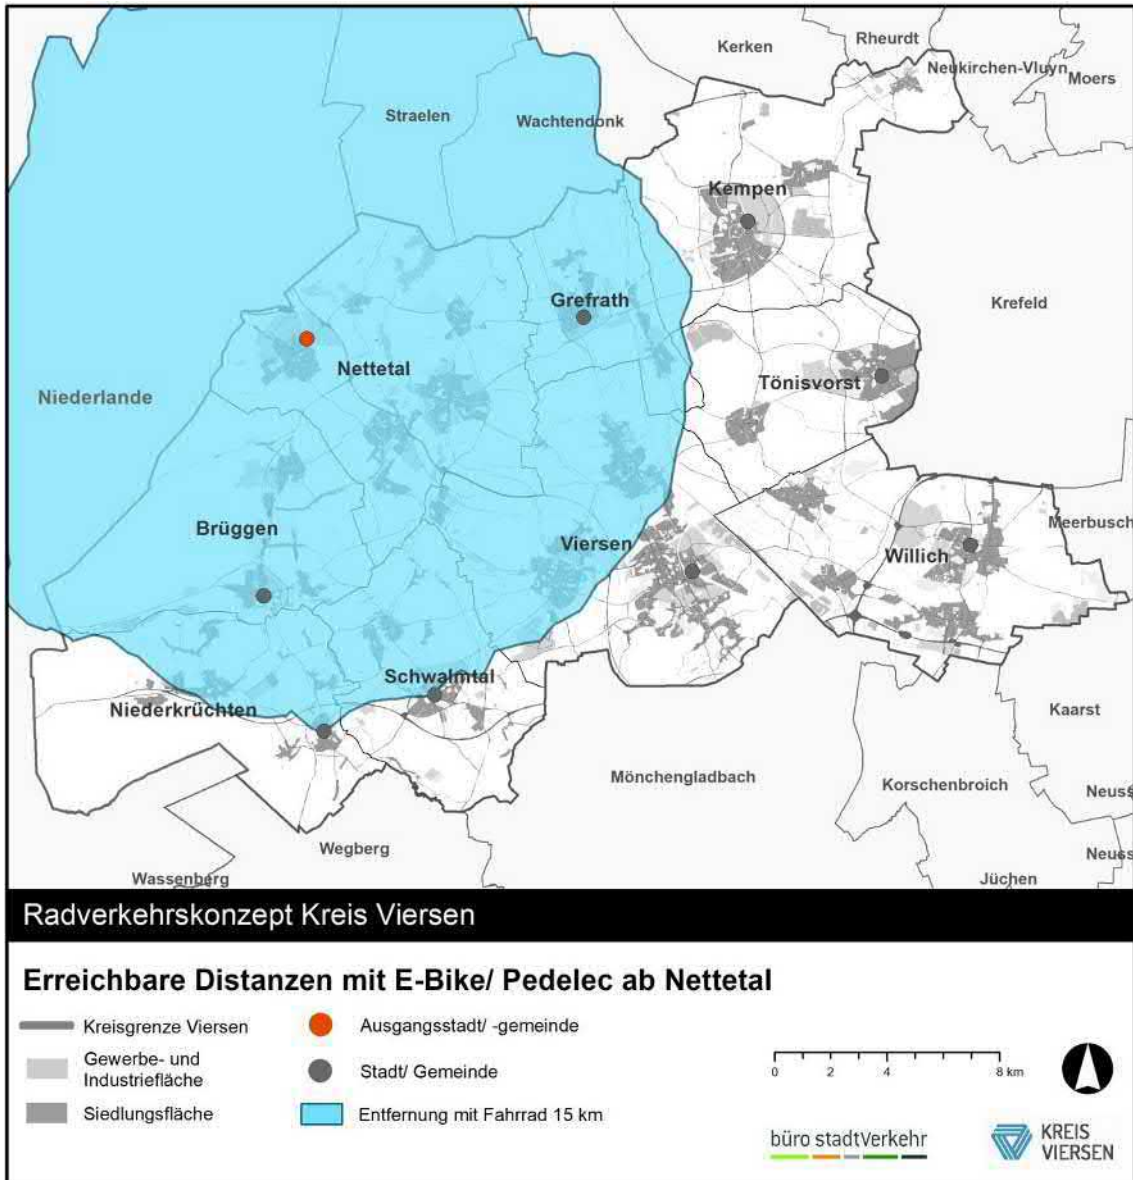 Kerken
Rheurdt
Neukirchen-Vluyn
Moers
Straelen
Wachtendonk
Kempen
Grefrath
Krefeld
Nettetal
Tönisvorst
Niederlande
Brüggen
Viersen
Meerbusch
Willich
Schwalmtal
Niederkrüchten
Kaarst
Mönchengladbach
Korschenbroich
Neuss
Wegberg
Neuss
Wassenberg
Jüchen
Radverkehrskonzept Kreis Viersen
Erreichbare Distanzen mit E-Bike/ Pedelec ab Nettetal
Kreisgrenze Viersen
Gewerbe- und
Industriefläche
Siedlungsfläche
Ausgangsstadt/ -gemeinde
Stadt/ Gemeinde
Entfernung mit Fahrrad 15 km
0 2 4 8 km
büro stadtVerkehr
KREIS
VIERSEN